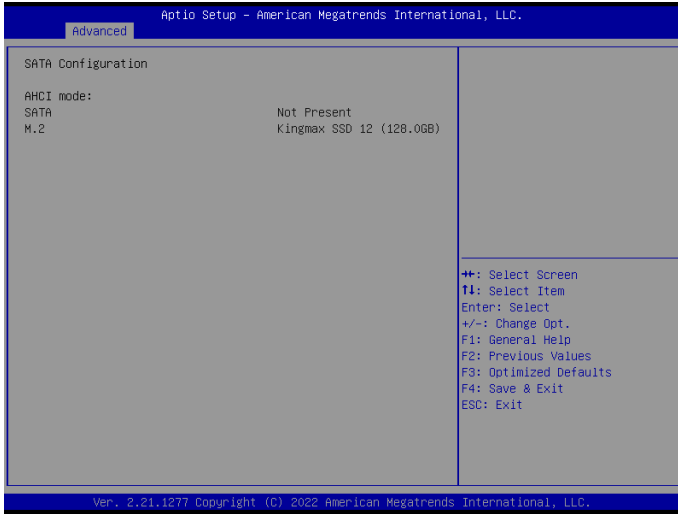 Aptio Setup – American Megatrends International, LLC.
Advanced
SATA Configuration
AHCI mode:
SATA Not Present
M.2 Kingmax SSD 12 (128.0GB)
→←: Select Screen
↑↓: Select Item
Enter: Select
+/-: Change Opt.
F1: General Help
F2: Previous Values
F3: Optimized Defaults
F4: Save & Exit
ESC: Exit
Ver. 2.21.1277 Copyright (C) 2022 American Megatrends International, LLC.